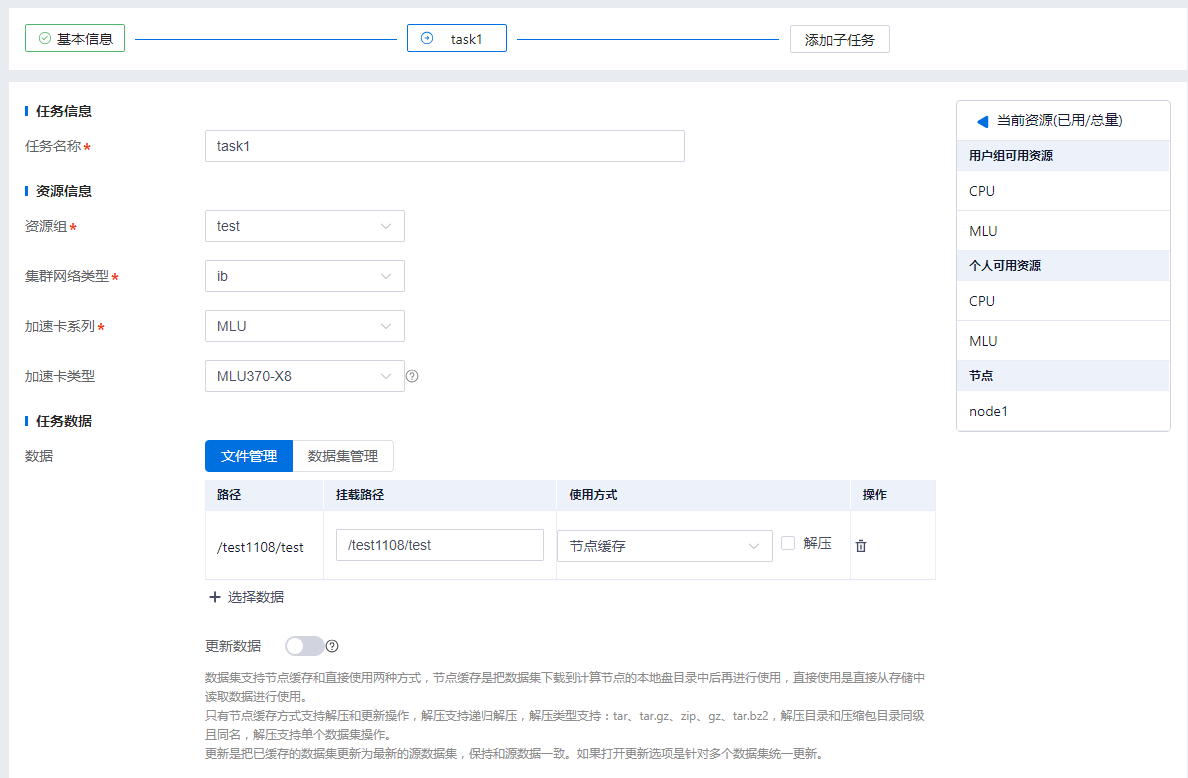 基本信息
task1
添加子任务
任务信息
任务名称*
task1
资源信息
资源组*
test
集群网络类型*
ib
加速卡系列*
MLU
加速卡类型
MLU370-X8
任务数据
数据
文件管理 数据集管理
路径 挂载路径 使用方式 操作
/test1108/test /test1108/test 节点缓存 解压
+ 选择数据
更新数据
数据集支持节点缓存和直接使用两种方式，节点缓存是把数据集下载到计算节点的本地盘目录中后再进行使用，直接使用是直接从存储中
读取数据进行使用。
只有节点缓存方式支持解压和更新操作，解压支持递归解压，解压类型支持：tar、tar.gz、zip、gz、tar.bz2，解压目录和压缩包目录同级
且同名，解压支持单个数据集操作。
更新是把已缓存的数据集更新为最新的源数据集，保持和源数据一致。如果打开更新选项是针对多个数据集统一更新。
当前资源(已用/总量)
用户组可用资源
CPU
MLU
个人可用资源
CPU
MLU
节点
node1